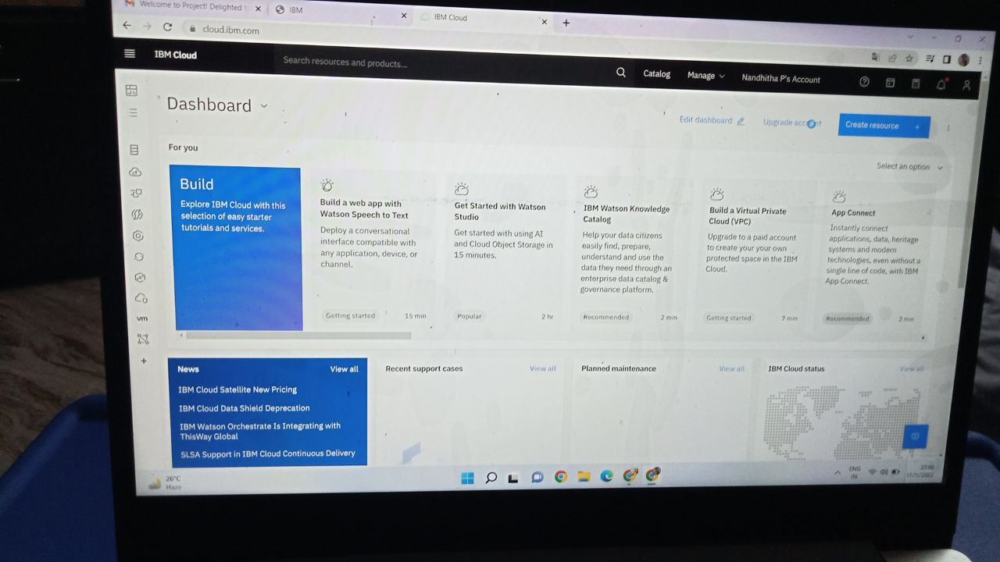 Welcome to Project! Delighted t
IBM
IBM Cloud
cloud.ibm.com
IBM Cloud
Search resources and products...
Catalog
Manage
Nandhitha P's Account
Dashboard
Edit dashboard
Upgrade account
Create resource +
For you
Select an option
Build
Explore IBM Cloud with this
selection of easy starter
tutorials and services.
Build a web app with
Watson Speech to Text
Deploy a conversational
interface compatible with
any application, device, or
channel.
Getting started
15 min
Get Started with Watson
Studio
Get started with using AI
and Cloud Object Storage in
15 minutes.
Popular
2 hr
IBM Watson Knowledge
Catalog
Help your data citizens
easily find, prepare,
understand and use the
data they need through an
enterprise data catalog &
governance platform.
Recommended
2 min
Build a Virtual Private
Cloud (VPC)
Upgrade to a paid account
to create your your own
protected space in the IBM
Cloud.
Getting started
7 min
App Connect
Instantly connect
applications, data, heritage
systems and modern
technologies, even without a
single line of code, with IBM
App Connect.
Recommended
2 min
vm
News
View all
IBM Cloud Satellite New Pricing
IBM Cloud Data Shield Deprecation
IBM Watson Orchestrate Is Integrating with
ThisWay Global
SLSA Support in IBM Cloud Continuous Delivery
Recent support cases
View all
Planned maintenance
View all
IBM Cloud status
View all
26°C
Haze
ENG
IN
20:06
17/11/2022